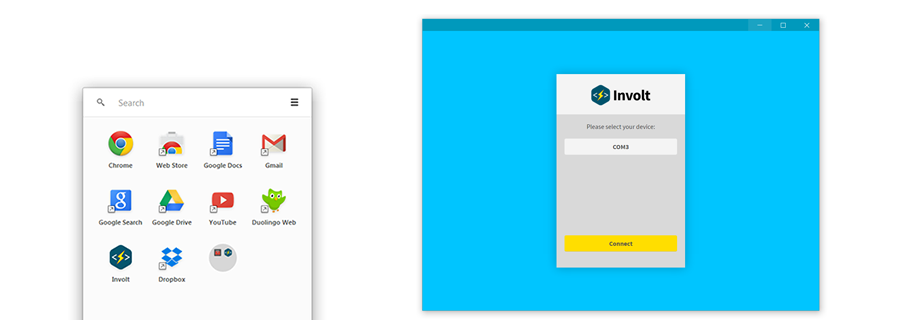 Search
Chrome
Web Store
Google Docs
Gmail
Google Search
Google Drive
YouTube
Duolingo Web
Involt
Dropbox
Involt
Please select your device:
COM3
Connect